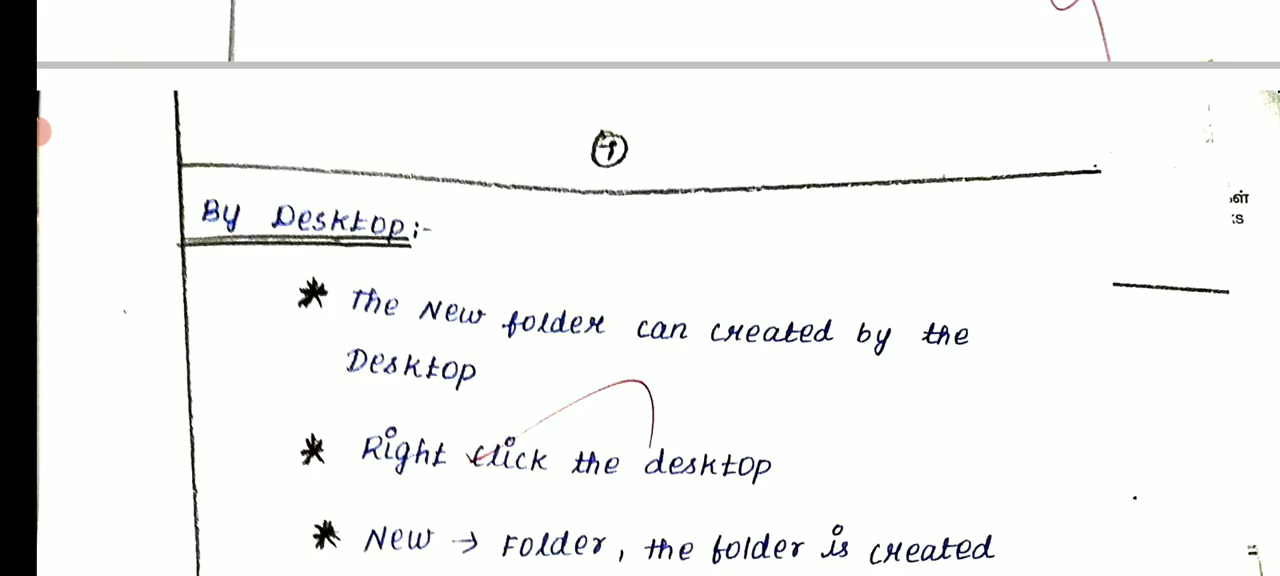 By Desktop:-
* The New folder can created by the
Desktop
* Right click the desktop
* New → Folder, the folder is created